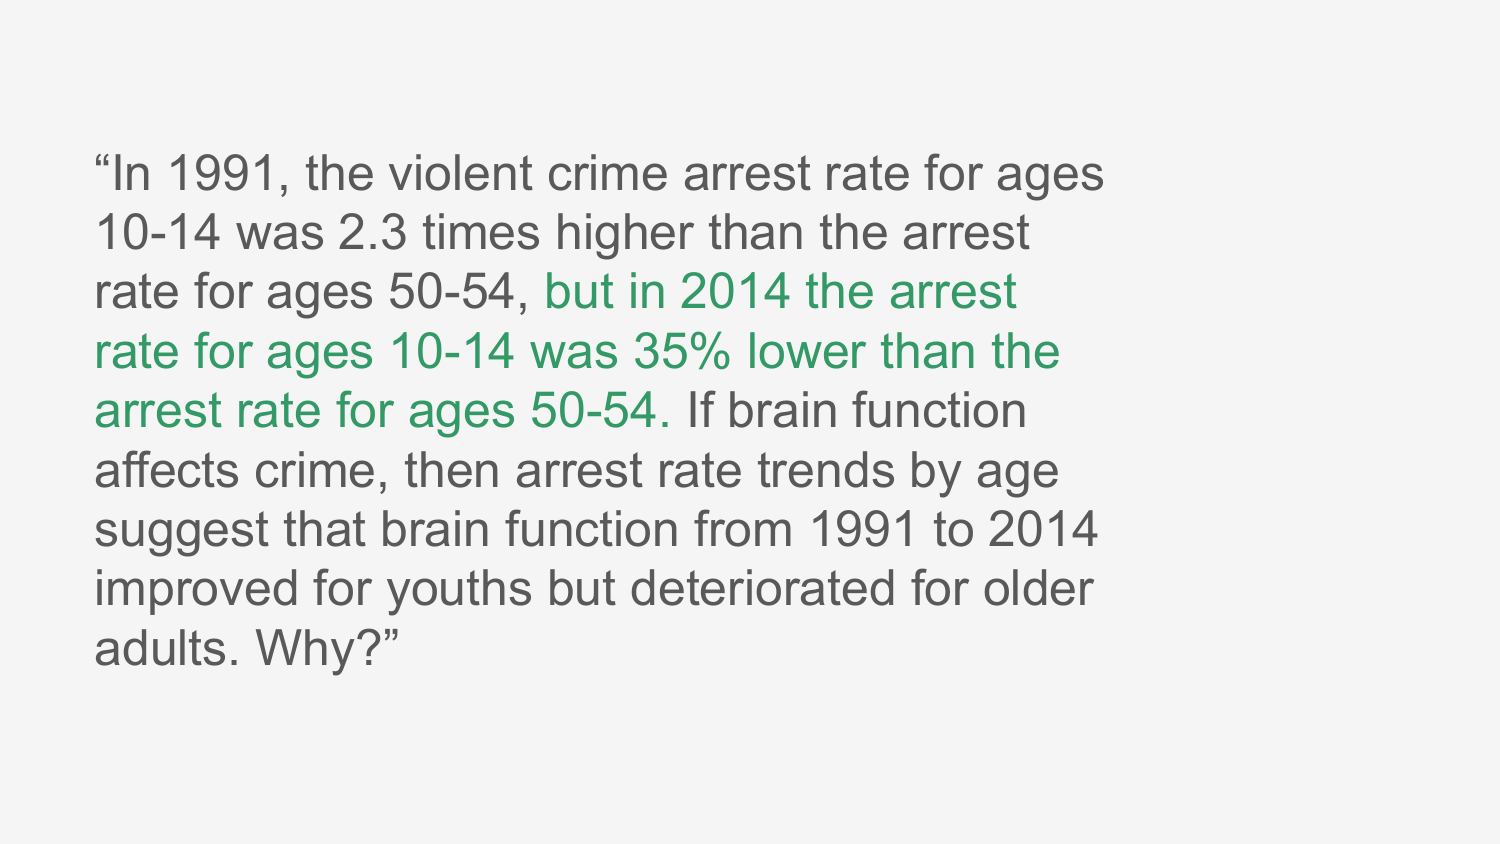 “In 1991, the violent crime arrest rate for ages
10-14 was 2.3 times higher than the arrest
rate for ages 50-54, but in 2014 the arrest
rate for ages 10-14 was 35% lower than the
arrest rate for ages 50-54. If brain function
affects crime, then arrest rate trends by age
suggest that brain function from 1991 to 2014
improved for youths but deteriorated for older
adults. Why?”